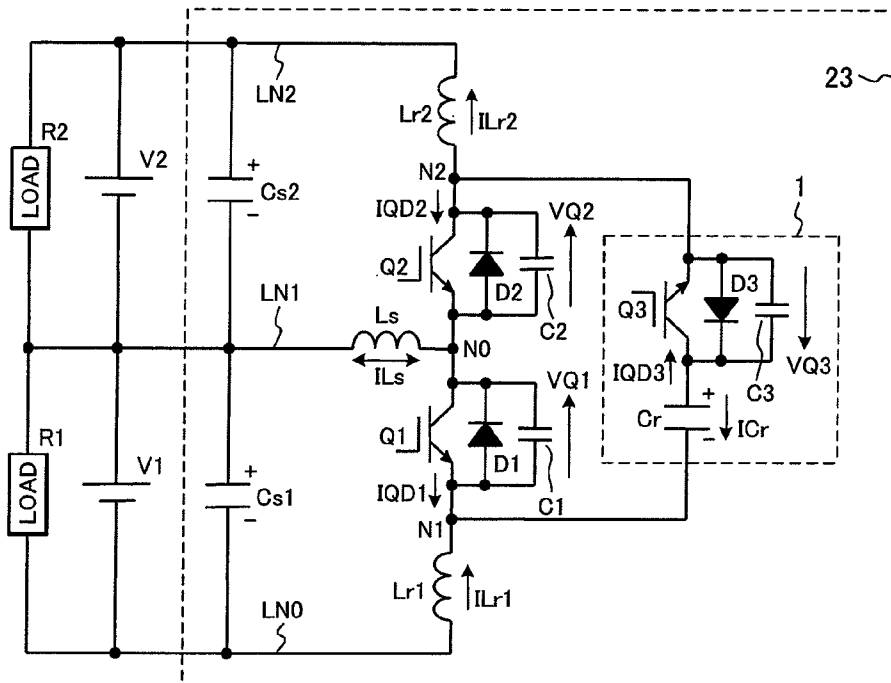 23
LN2
Lr2
ILr2
R2
LOAD
V2
+
Cs2
-
N2
IQD2
VQ2
1
Q2
D2
C2
Q3
D3
VQ3
IQD3
C3
LN1
Ls
ILs
N0
VQ1
+
Cr
-
ICr
R1
LOAD
V1
+
Cs1
-
Q1
D1
C1
IQD1
N1
LN0
Lr1
ILr1